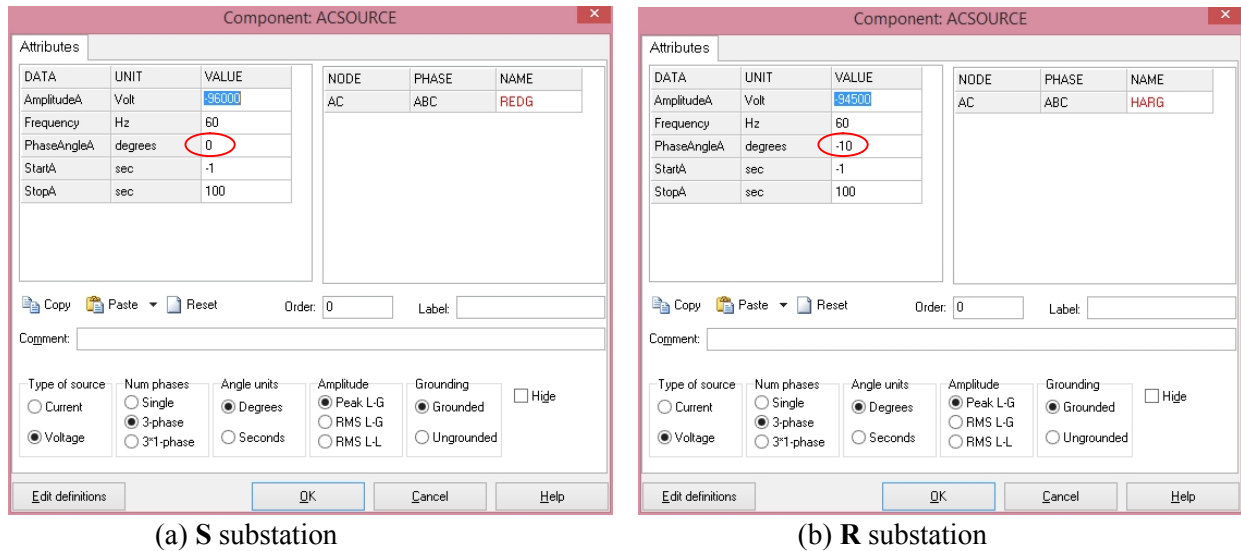 Component: ACSOURCE
×
Attributes
DATA UNIT VALUE
AmplitudeA Volt -96000
Frequency Hz 60
PhaseAngleA degrees 0
StartA sec -1
StopA sec 100
NODE PHASE NAME
AC ABC REDG
Copy Paste Reset Order: 0 Label:
Comment:
Type of source Num phases Angle units Amplitude Grounding
Current Single Degrees Peak L-G Grounded Hide
Voltage 3-phase Seconds RMS L-G Ungrounded
3*1-phase RMS L-L
Edit definitions OK Cancel Help
(a) S substation
Component: ACSOURCE
×
Attributes
DATA UNIT VALUE
AmplitudeA Volt -94500
Frequency Hz 60
PhaseAngleA degrees -10
StartA sec -1
StopA sec 100
NODE PHASE NAME
AC ABC HARG
Copy Paste Reset Order: 0 Label:
Comment:
Type of source Num phases Angle units Amplitude Grounding
Current Single Degrees Peak L-G Grounded Hide
Voltage 3-phase Seconds RMS L-G Ungrounded
3*1-phase RMS L-L
Edit definitions OK Cancel Help
(b) R substation